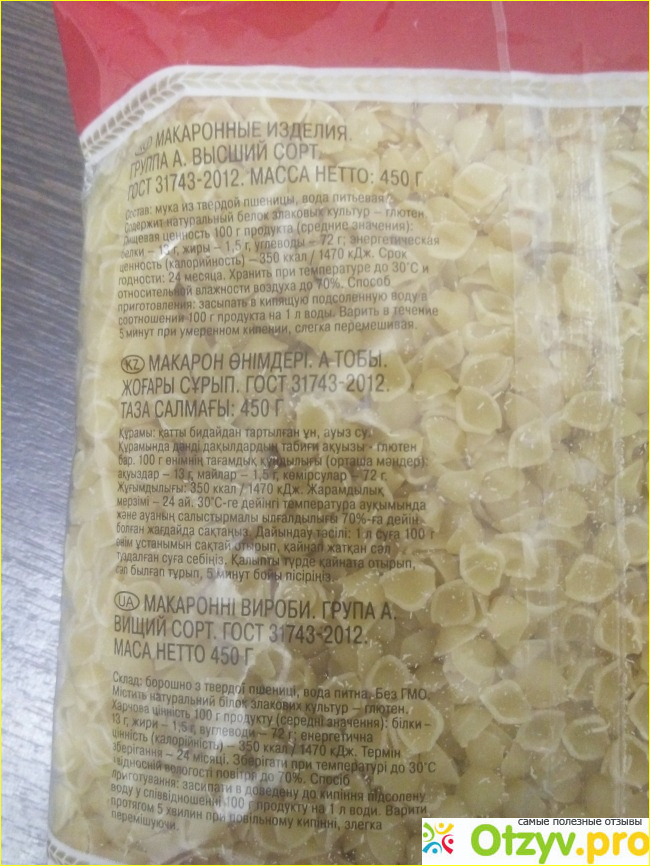 МАКАРОННЫЕ ИЗДЕЛИЯ.
ГРУППА А. ВЫСШИЙ СОРТ.
ГОСТ 31743-2012. МАССА НЕТТО: 450 Г
Состав: мука из твердой пшеницы, вода питьевая.
Содержит натуральный белок злаковых культур – глютен.
Пищевая ценность 100 г продукта (средние значения):
белки – 13 г, жиры – 1,5 г, углеводы – 72 г; энергетическая
ценность (калорийность) – 350 ккал / 1470 кДж. Срок
годности: 24 месяца. Хранить при температуре до 30°С и
относительной влажности воздуха до 70%. Способ
приготовления: засыпать в кипящую подсоленную воду в
соотношении 100 г продукта на 1 л воды. Варить в течение
5 минут при умеренном кипении, слегка перемешивая.
KZ МАКАРОН ӨНІМДЕРІ. А ТОБЫ.
ЖОҒАРЫ СҰРЫП. ГОСТ 31743-2012.
ТАЗА САЛМАҒЫ: 450 Г
Құрамы: қатты бидайдан тартылған ұн, ауыз су.
Құрамында дәнді дақылдардың табиғи ақуызы - глютен
бар. 100 г өнімнің тағамдық құндылығы (орташа мәндер):
ақуыздар – 13 г, майлар – 1,5 г, көмірсулар – 72 г.
Құғымдылығы: 350 ккал / 1470 кДж. Жарамдылық
мерзімі – 24 ай. 30°С-ге дейінгі температура ауқымында
және ауаның салыстырмалы ылғалдылығы 70%-ға дейін
болған жағдайда сақтаңыз. Дайындау тәсілі: 1 л суға 100 г
өнім ұстанымын сақтай отырып, қайнап жатқан сәл
тұздалған суға себіңіз. Қалыпты түрде қайната отырып,
сәл былғап тұрып, 5 минут бойы пісіріңіз.
UA МАКАРОННІ ВИРОБИ. ГРУПА А.
ВИЩИЙ СОРТ. ГОСТ 31743-2012.
МАСА НЕТТО 450 Г
Склад: борошно з твердої пшениці, вода питна. Без ГМО.
Містить натуральний білок злакових культур – глютен.
Харчова цінність 100 г продукту (середні значення): білки –
13 г, жири – 1,5 г, вуглеводи – 72 г; енергетична
цінність (калорійність) – 350 ккал / 1470 кДж. Термін
зберігання – 24 місяці. Зберігати при температурі до 30°С
і відносній вологості повітря до 70%. Спосіб
приготування: засипати в доведену до кипіння підсолену
воду у співвідношенні 100 г продукту на 1 л води. Варити
протягом 5 хвилин при повільному кипінні, злегка
перемішуючи.
самые полезные отзывы
Otzyv.pro